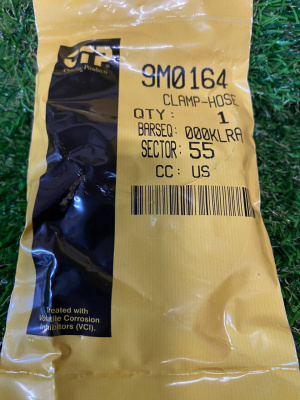 9M0164
CLAMP-HOSE
QTY: 1
BARSEQ: 000KLRA
SECTOR: 55
CC: US
Treated with
Volatile Corrosion
Inhibitors (VCI).